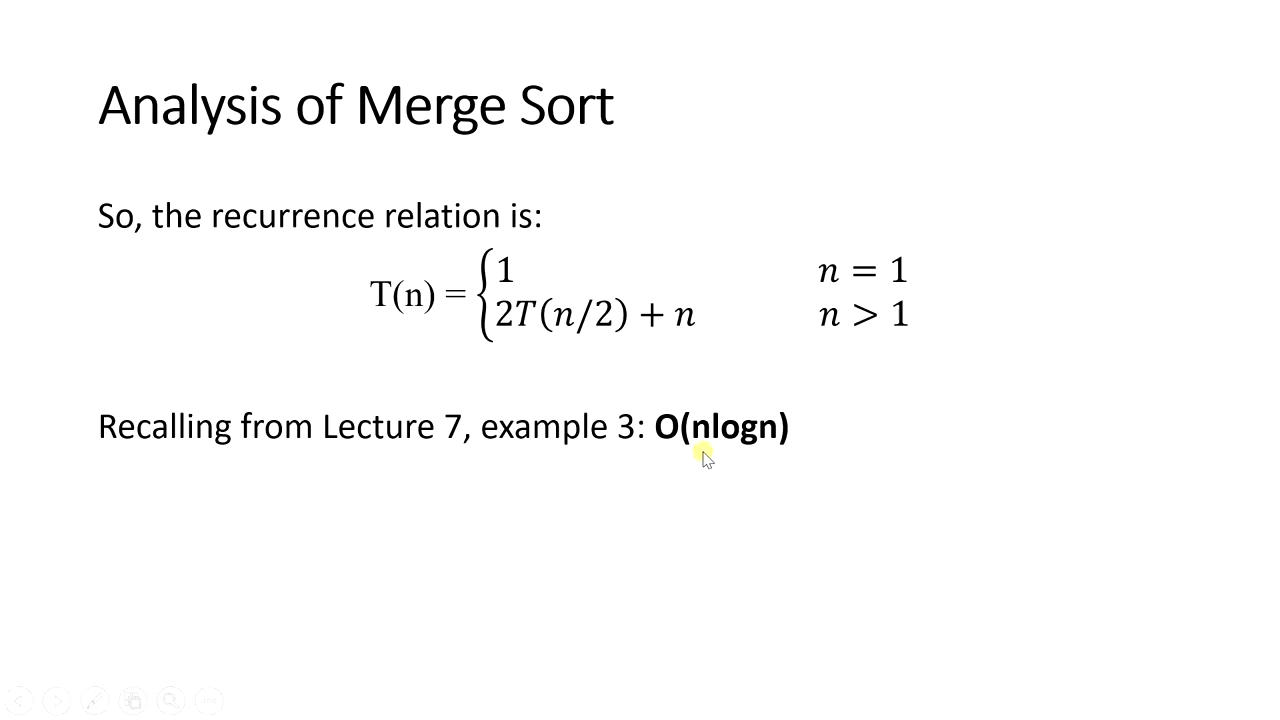 Analysis of Merge Sort
So, the recurrence relation is:
T(n) = {1 n = 1
2T(n/2) + n n > 1
Recalling from Lecture 7, example 3: O(nlogn)